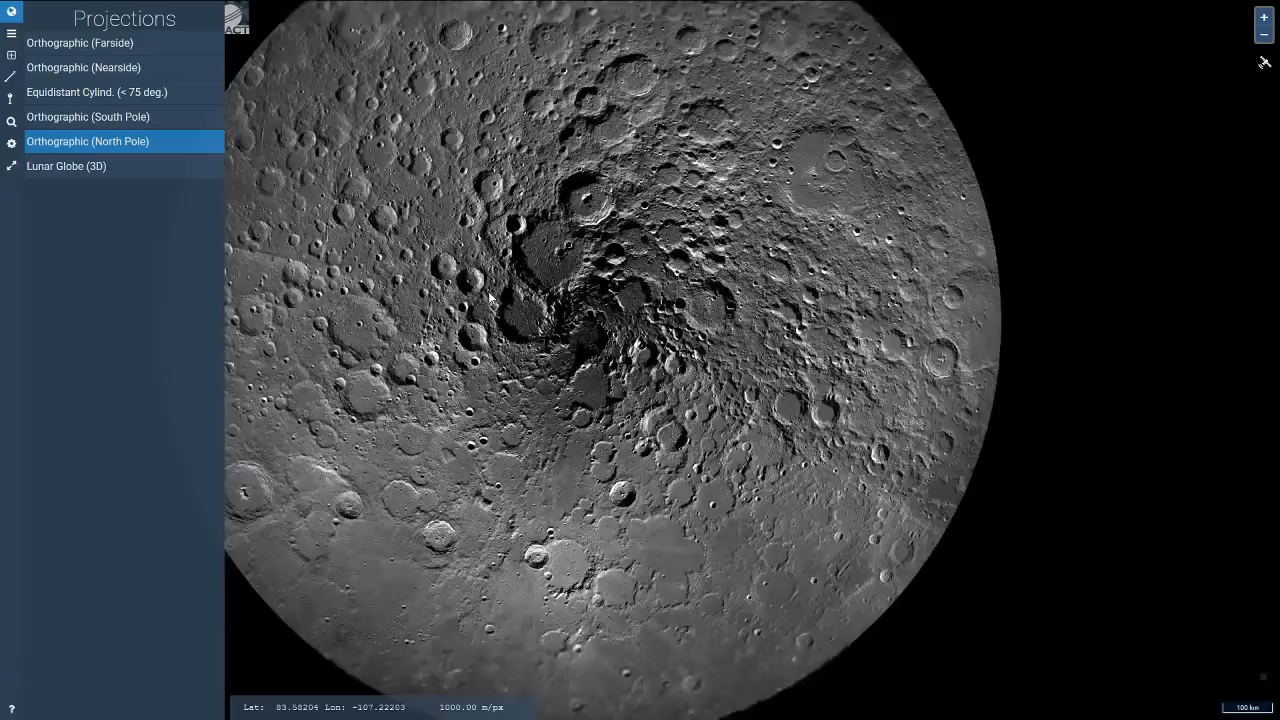 Projections
ACT
Orthographic (Farside)
Orthographic (Nearside)
Equidistant Cylind. (< 75 deg.)
Orthographic (South Pole)
Orthographic (North Pole)
Lunar Globe (3D)
+
−
?
Lat: 83.58204 Lon: -107.22203 1000.00 m/px
100 km